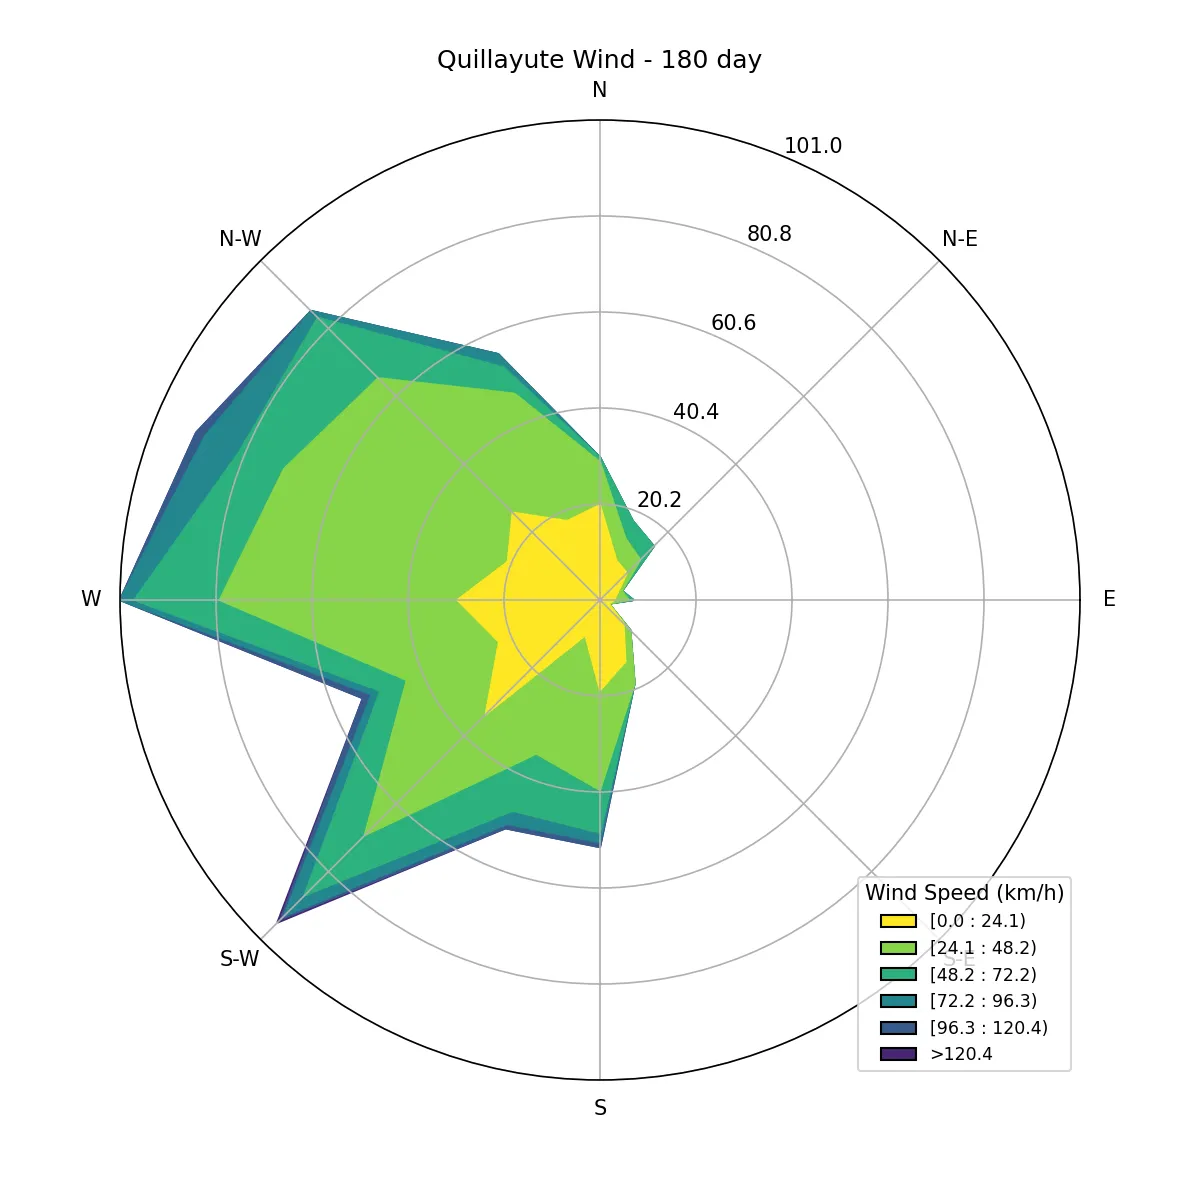 Quillayute Wind - 180 day
N
101.0
80.8
N-W
N-E
60.6
40.4
20.2
W
E
Wind Speed (km/h)
[0.0 : 24.1)
[24.1 : 48.2)
S-W
S-E
[48.2 : 72.2)
[72.2 : 96.3)
[96.3 : 120.4)
>120.4
S